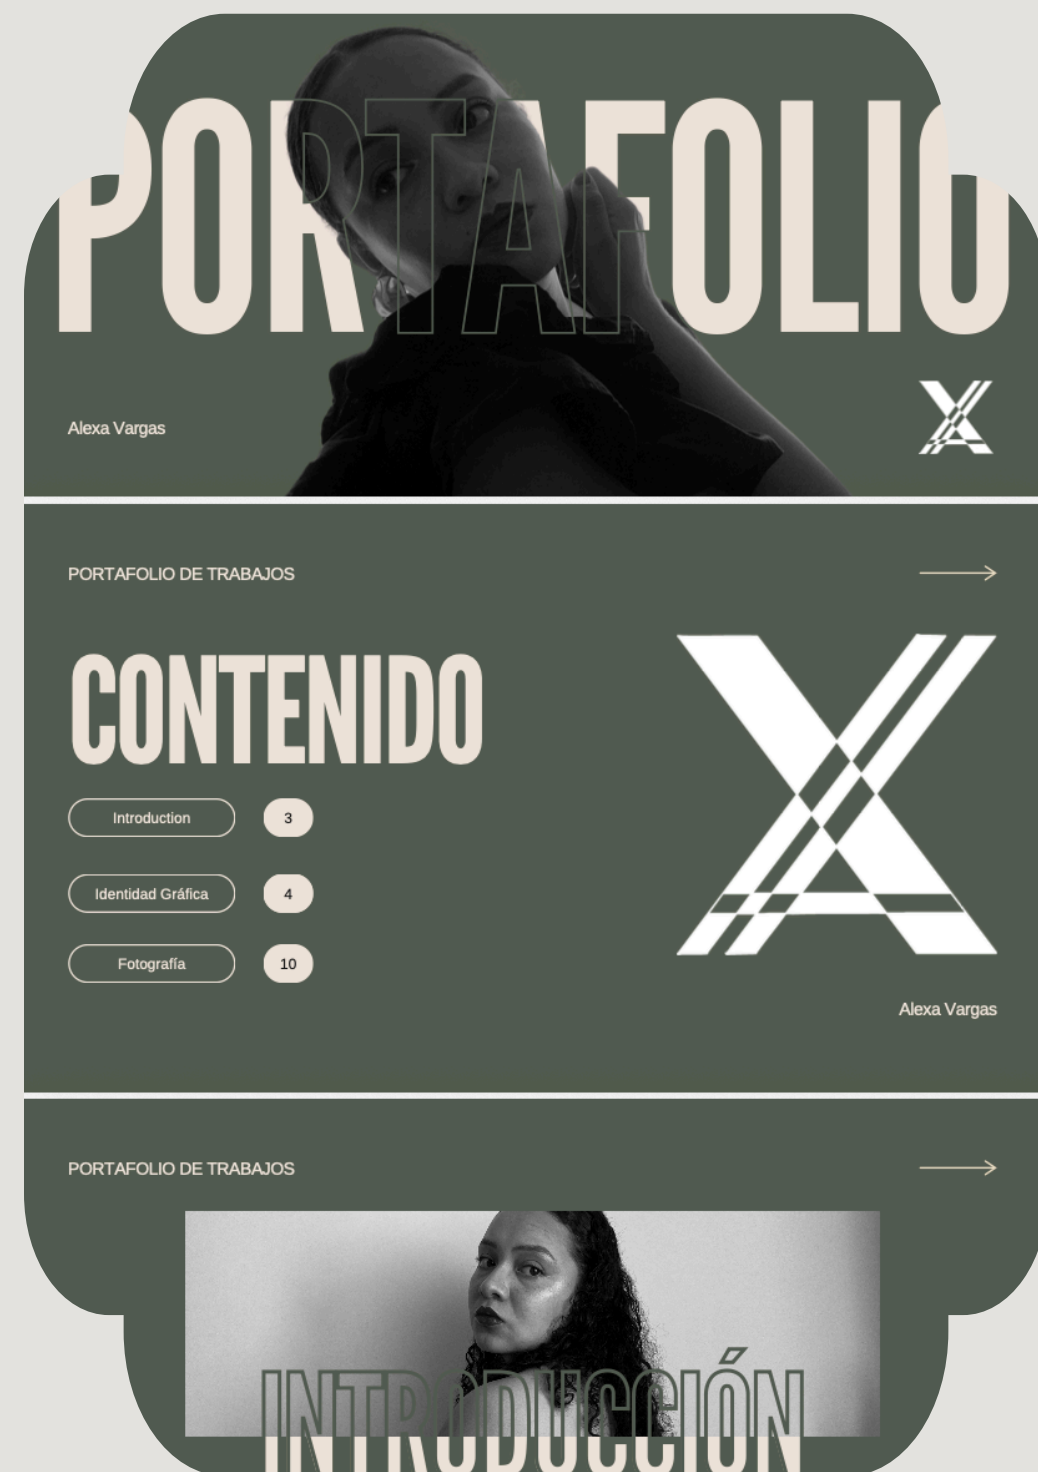 PORTAFOLIO
Alexa Vargas
PORTAFOLIO DE TRABAJOS
CONTENIDO
Introduction 3
Identidad Gráfica 4
Fotografía 10
Alexa Vargas
PORTAFOLIO DE TRABAJOS
INTRODUCCIÓN